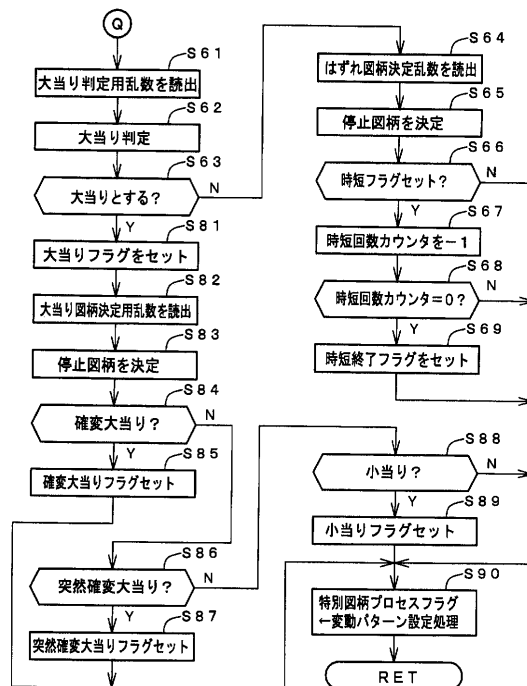 Q
S61
大当り判定用乱数を読出
S62
大当り判定
S63
大当りとする?
N
Y
S81
大当りフラグをセット
S82
大当り図柄決定用乱数を読出
S83
停止図柄を決定
S84
確変大当り?
N
Y
S85
確変大当りフラグセット
S86
突然確変大当り?
N
Y
S87
突然確変大当りフラグセット
S64
はずれ図柄決定乱数を読出
S65
停止図柄を決定
S66
時短フラグセット?
N
Y
S67
時短回数カウンタを-1
S68
時短回数カウンタ=0?
N
Y
S69
時短終了フラグをセット
S88
小当り?
N
Y
S89
小当りフラグセット
S90
特別図柄プロセスフラグ
←変動パターン設定処理
RET